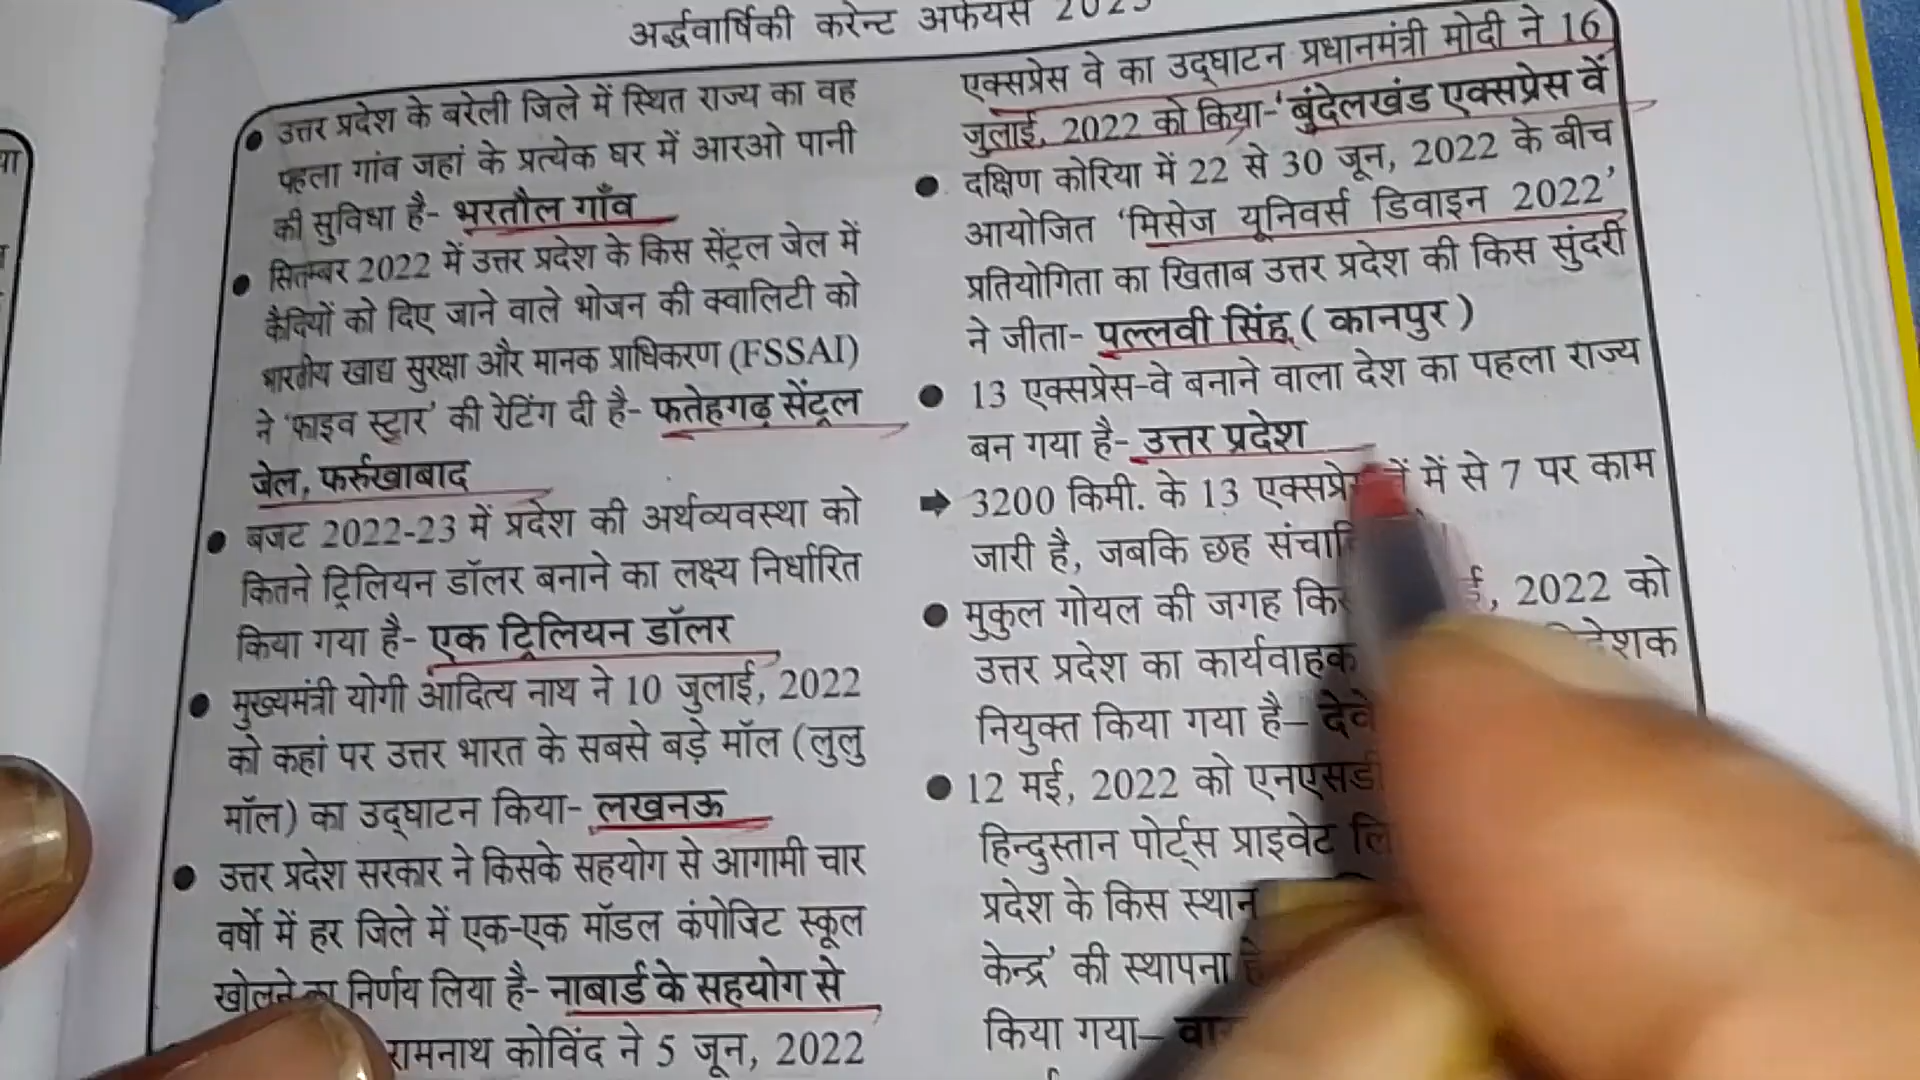 अर्द्धवार्षिकी करेन्ट अफेयर्स 2023
उत्तर प्रदेश के बरेली जिले में स्थित राज्य का वह
पहला गांव जहां के प्रत्येक घर में आरओ पानी
की सुविधा है- भरतौल गाँव
सितम्बर 2022 में उत्तर प्रदेश के किस सेंट्रल जेल में
कैदियों को दिए जाने वाले भोजन की क्वालिटी को
भारतीय खाद्य सुरक्षा और मानक प्राधिकरण (FSSAI)
ने 'फाइव स्टार' की रेटिंग दी है- फतेहगढ़ सेंट्रल
जेल, फर्रुखाबाद
बजट 2022-23 में प्रदेश की अर्थव्यवस्था को
कितने ट्रिलियन डॉलर बनाने का लक्ष्य निर्धारित
किया गया है- एक ट्रिलियन डॉलर
मुख्यमंत्री योगी आदित्य नाथ ने 10 जुलाई, 2022
को कहां पर उत्तर भारत के सबसे बड़े मॉल (लुलु
मॉल) का उद्घाटन किया- लखनऊ
उत्तर प्रदेश सरकार ने किसके सहयोग से आगामी चार
वर्षों में हर जिले में एक-एक मॉडल कंपोजिट स्कूल
खोलने का निर्णय लिया है- नाबार्ड के सहयोग से
रामनाथ कोविंद ने 5 जून, 2022
एक्सप्रेस वे का उद्घाटन प्रधानमंत्री मोदी ने 16
जुलाई, 2022 को किया-'बुंदेलखंड एक्सप्रेस वें
दक्षिण कोरिया में 22 से 30 जून, 2022 के बीच
आयोजित 'मिसेज यूनिवर्स डिवाइन 2022'
प्रतियोगिता का खिताब उत्तर प्रदेश की किस सुंदरी
ने जीता- पल्लवी सिंह ( कानपुर )
13 एक्सप्रेस-वे बनाने वाला देश का पहला राज्य
बन गया है- उत्तर प्रदेश
3200 किमी. के 13 में से 7 पर काम
जारी है, जबकि छह
मुकुल गोयल की जगह 2022 को
उत्तर प्रदेश का कार्यवाहक
नियुक्त किया गया है–
12 मई, 2022 को
हिन्दुस्तान पोर्ट्स प्राइवेट
प्रदेश के किस स्थान
केन्द्र' की स्थापना
किया गया–